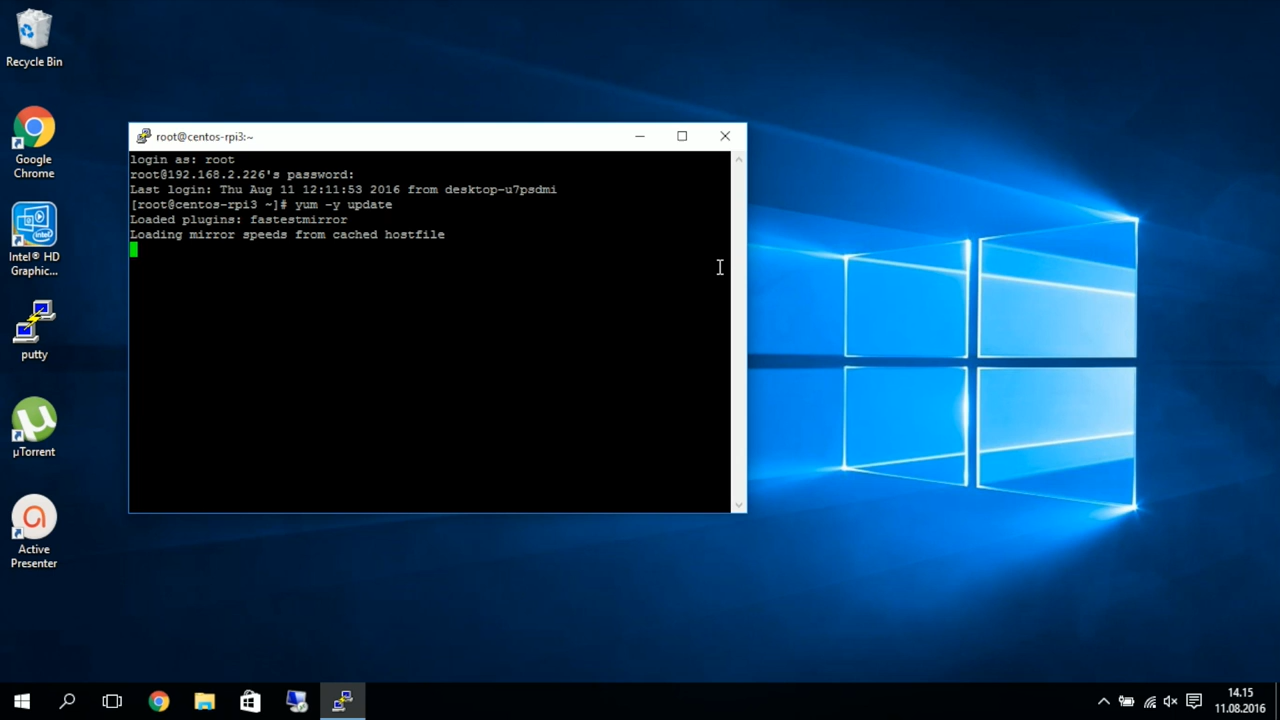 Recycle Bin
Google
Chrome
Intel® HD
Graphic...
putty
µTorrent
Active
Presenter
root@centos-rpi3:~
login as: root
root@192.168.2.226's password:
Last login: Thu Aug 11 12:11:53 2016 from desktop-u7psdmi
[root@centos-rpi3 ~]# yum -y update
Loaded plugins: fastestmirror
Loading mirror speeds from cached hostfile
14.15
11.08.2016